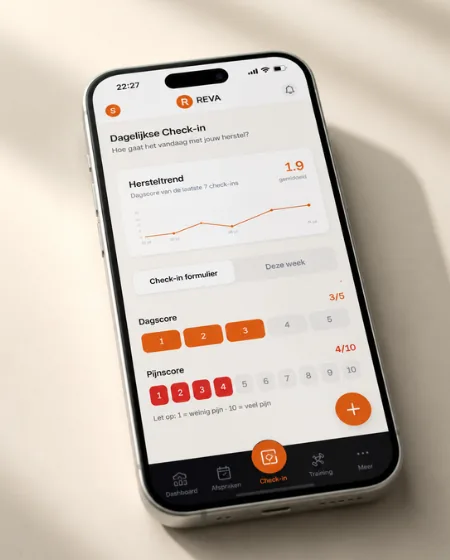 22:27
S
R REVA
Dagelijkse Check-in
Hoe gaat het vandaag met jouw herstel?
Hersteltrend
Dagscore van de laatste 7 check-ins
1.9
gemiddeld
Check-in formulier
Deze week
Dagscore
3/5
1 2 3 4 5
Pijnscore
4/10
1 2 3 4 5 6 7 8 9 10
Let op: 1 = weinig pijn · 10 = veel pijn
+
Dashboard
Afspraken
Check-in
Training
Meer